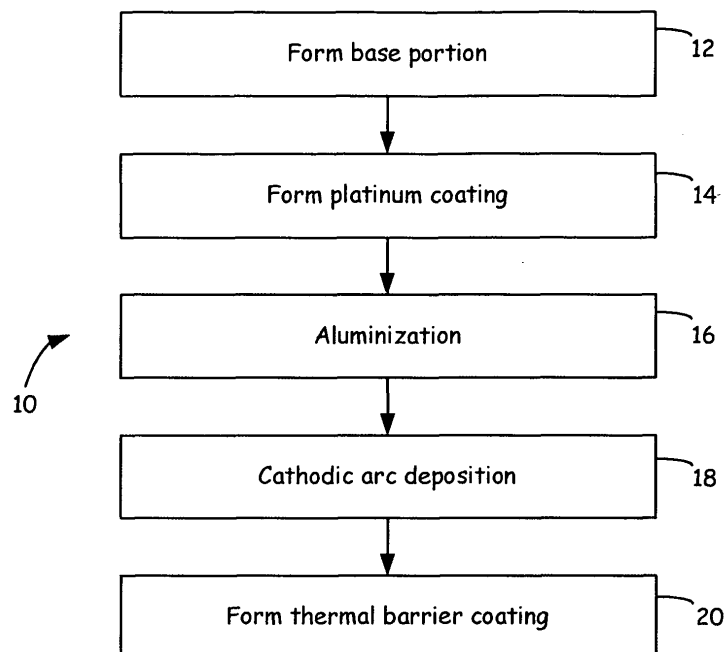 Form base portion
12
Form platinum coating
14
Aluminization
16
10
Cathodic arc deposition
18
Form thermal barrier coating
20